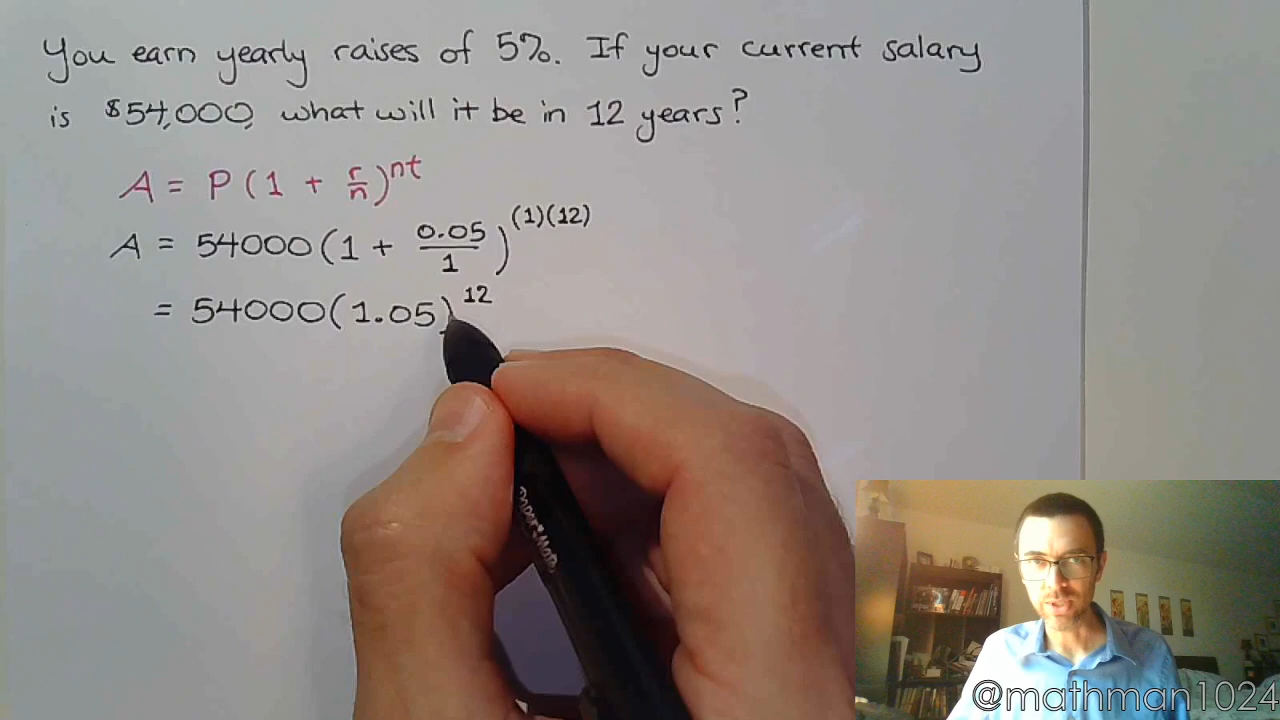 You earn yearly raises of 5%. If your current salary
is $54,000, what will it be in 12 years?
A = P(1 + r/n)^nt
A = 54000(1 + 0.05/1)^(1)(12)
= 54000(1.05)^12
PaperMate
@mathman1024